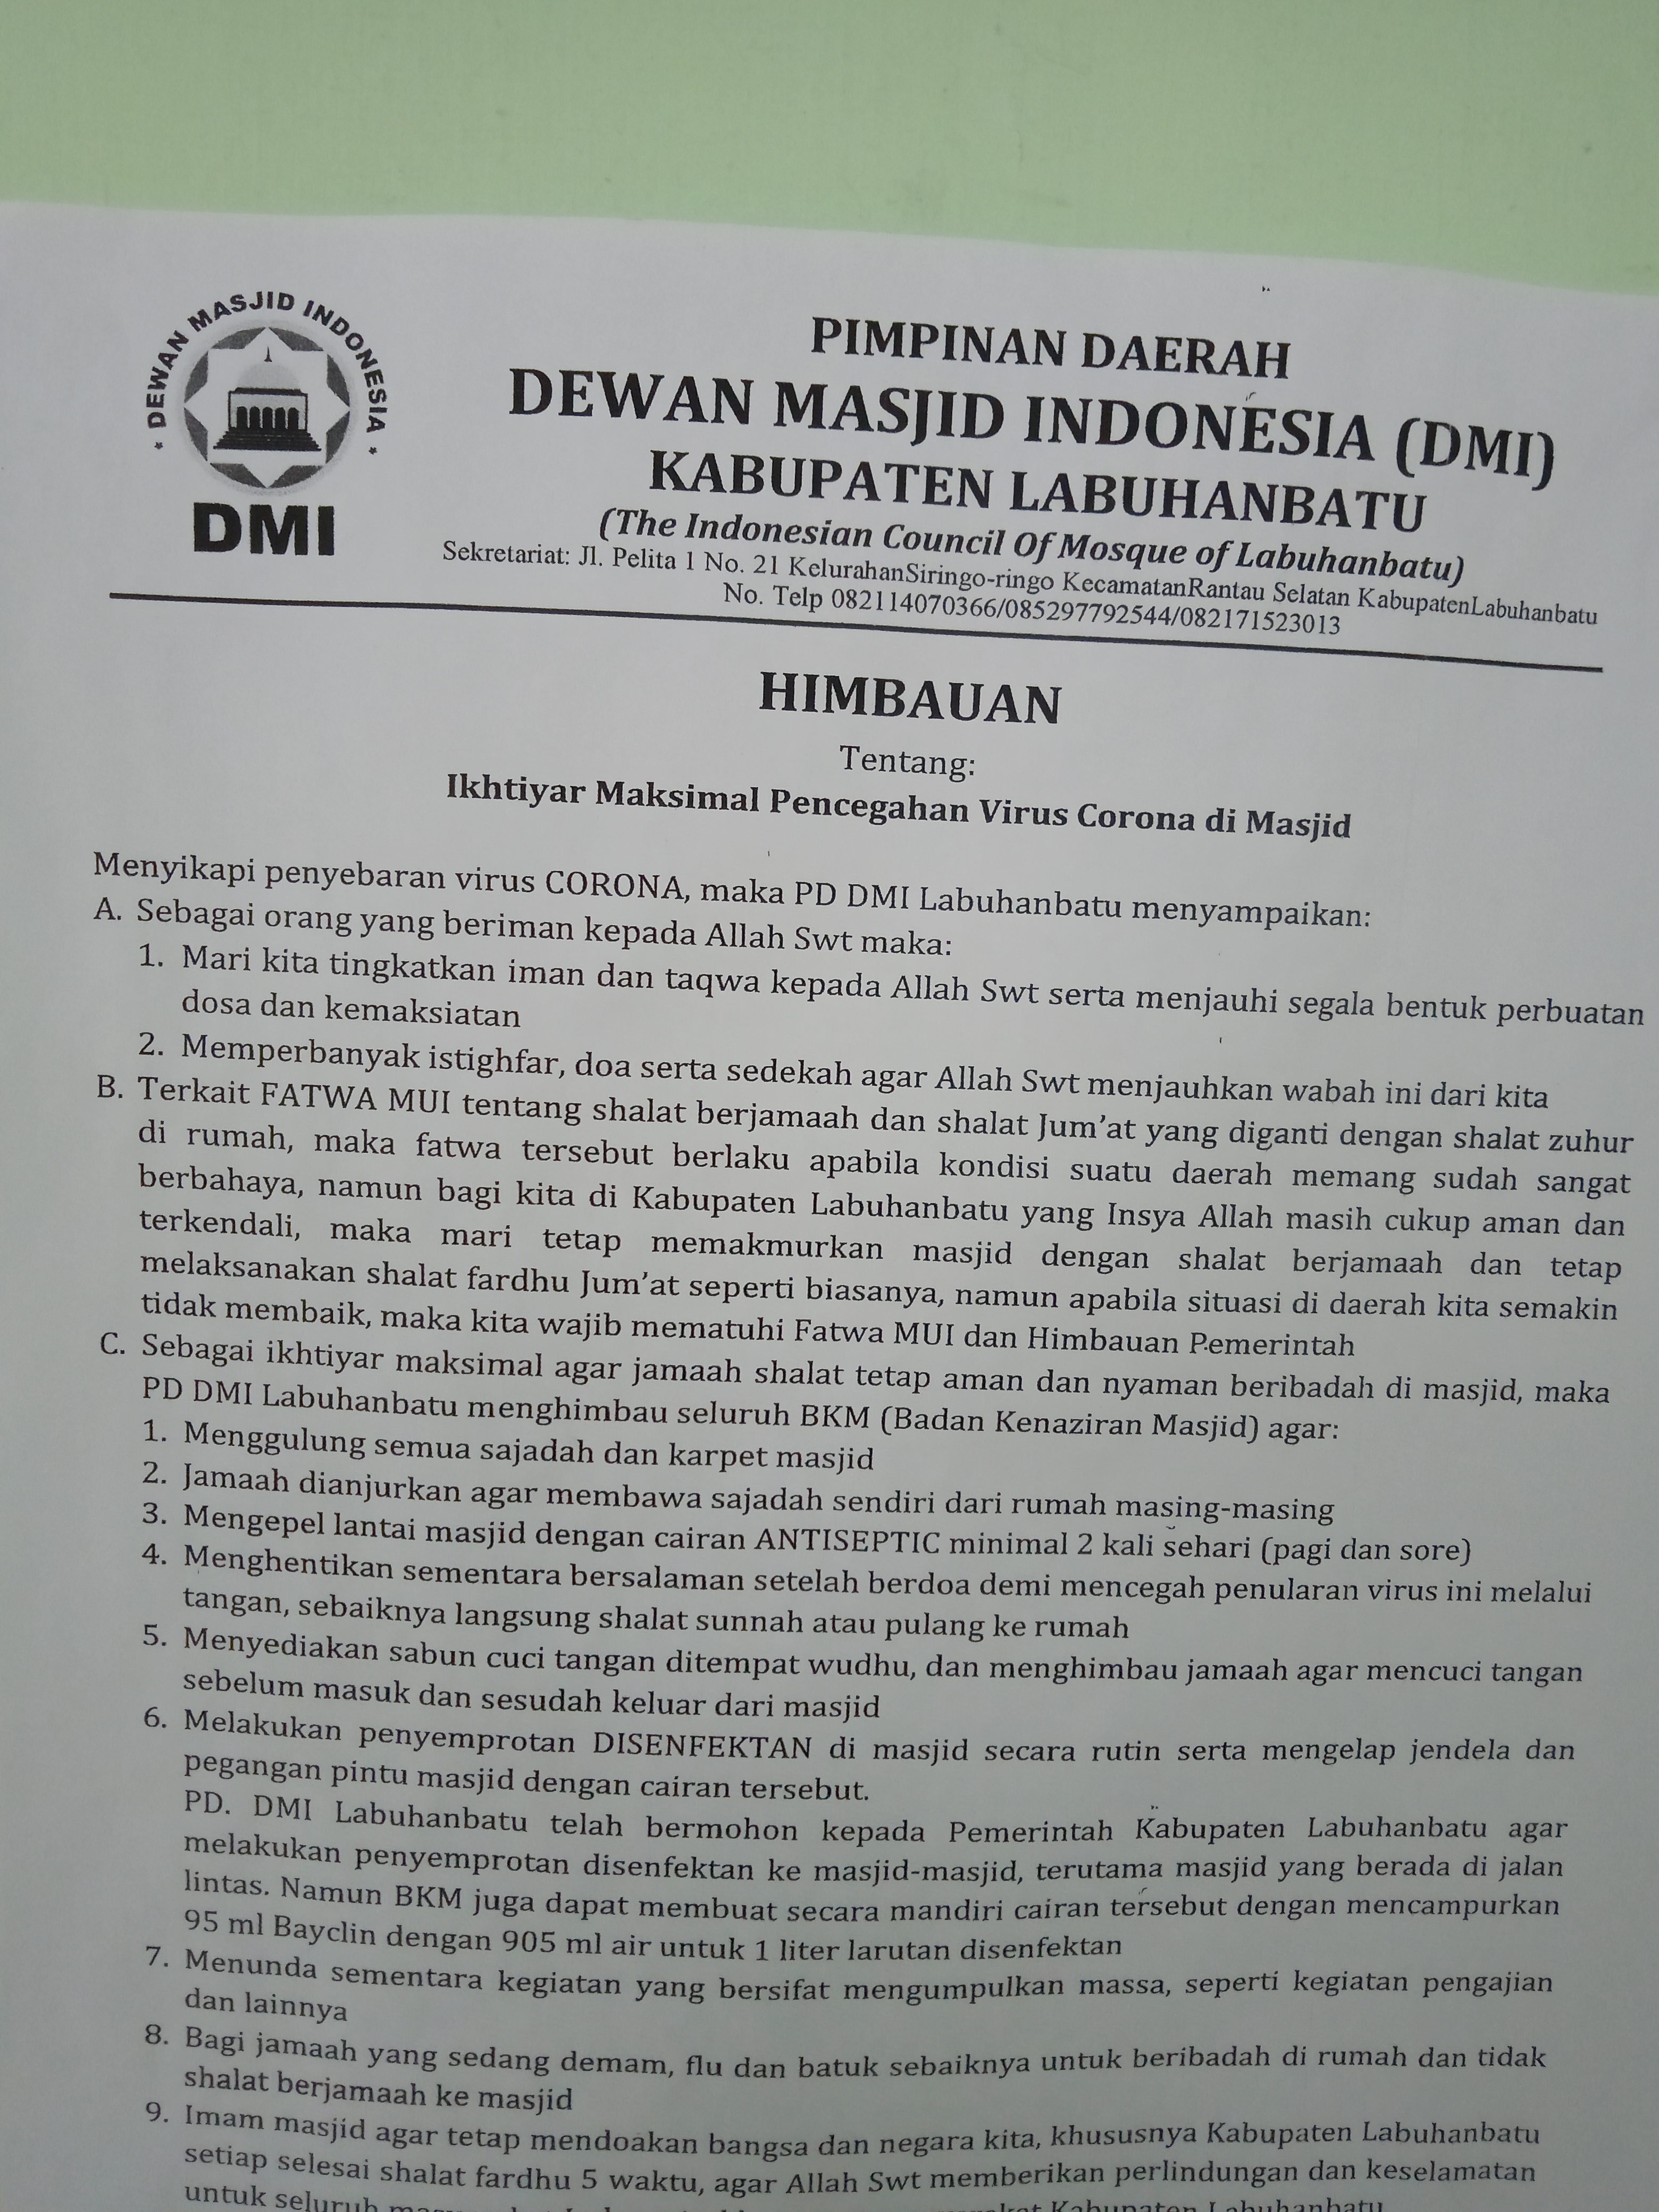 DEWAN MASJID INDONESIA
DMI
PIMPINAN DAERAH
DEWAN MASJID INDONESIA (DMI)
KABUPATEN LABUHANBATU
(The Indonesian Council Of Mosque of Labuhanbatu)
Sekretariat: Jl. Pelita 1 No. 21 KelurahanSiringo-ringo KecamatanRantau Selatan KabupatenLabuhanbatu
No. Telp 082114070366/085297792544/082171523013
HIMBAUAN
Tentang:
Ikhtiyar Maksimal Pencegahan Virus Corona di Masjid
Menyikapi penyebaran virus CORONA, maka PD DMI Labuhanbatu menyampaikan:
A. Sebagai orang yang beriman kepada Allah Swt maka:
1. Mari kita tingkatkan iman dan taqwa kepada Allah Swt serta menjauhi segala bentuk perbuatan
dosa dan kemaksiatan
2. Memperbanyak istighfar, doa serta sedekah agar Allah Swt menjauhkan wabah ini dari kita
B. Terkait FATWA MUI tentang shalat berjamaah dan shalat Jum'at yang diganti dengan shalat zuhur
di rumah, maka fatwa tersebut berlaku apabila kondisi suatu daerah memang sudah sangat
berbahaya, namun bagi kita di Kabupaten Labuhanbatu yang Insya Allah masih cukup aman dan
terkendali, maka mari tetap memakmurkan masjid dengan shalat berjamaah dan tetap
melaksanakan shalat fardhu Jum'at seperti biasanya, namun apabila situasi di daerah kita semakin
tidak membaik, maka kita wajib mematuhi Fatwa MUI dan Himbauan Pemerintah
C. Sebagai ikhtiyar maksimal agar jamaah shalat tetap aman dan nyaman beribadah di masjid, maka
PD DMI Labuhanbatu menghimbau seluruh BKM (Badan Kenaziran Masjid) agar:
1. Menggulung semua sajadah dan karpet masjid
2. Jamaah dianjurkan agar membawa sajadah sendiri dari rumah masing-masing
3. Mengepel lantai masjid dengan cairan ANTISEPTIC minimal 2 kali sehari (pagi dan sore)
4. Menghentikan sementara bersalaman setelah berdoa demi mencegah penularan virus ini melalui
tangan, sebaiknya langsung shalat sunnah atau pulang ke rumah
5. Menyediakan sabun cuci tangan ditempat wudhu, dan menghimbau jamaah agar mencuci tangan
sebelum masuk dan sesudah keluar dari masjid
6. Melakukan penyemprotan DISENFEKTAN di masjid secara rutin serta mengelap jendela dan
pegangan pintu masjid dengan cairan tersebut.
PD. DMI Labuhanbatu telah bermohon kepada Pemerintah Kabupaten Labuhanbatu agar
melakukan penyemprotan disenfektan ke masjid-masjid, terutama masjid yang berada di jalan
lintas. Namun BKM juga dapat membuat secara mandiri cairan tersebut dengan mencampurkan
95 ml Bayclin dengan 905 ml air untuk 1 liter larutan disenfektan
7. Menunda sementara kegiatan yang bersifat mengumpulkan massa, seperti kegiatan pengajian
dan lainnya
8. Bagi jamaah yang sedang demam, flu dan batuk sebaiknya untuk beribadah di rumah dan tidak
shalat berjamaah ke masjid
9. Imam masjid agar tetap mendoakan bangsa dan negara kita, khususnya Kabupaten Labuhanbatu
setiap selesai shalat fardhu 5 waktu, agar Allah Swt memberikan perlindungan dan keselamatan
untuk seluruh Kabupaten Labuhanbatu